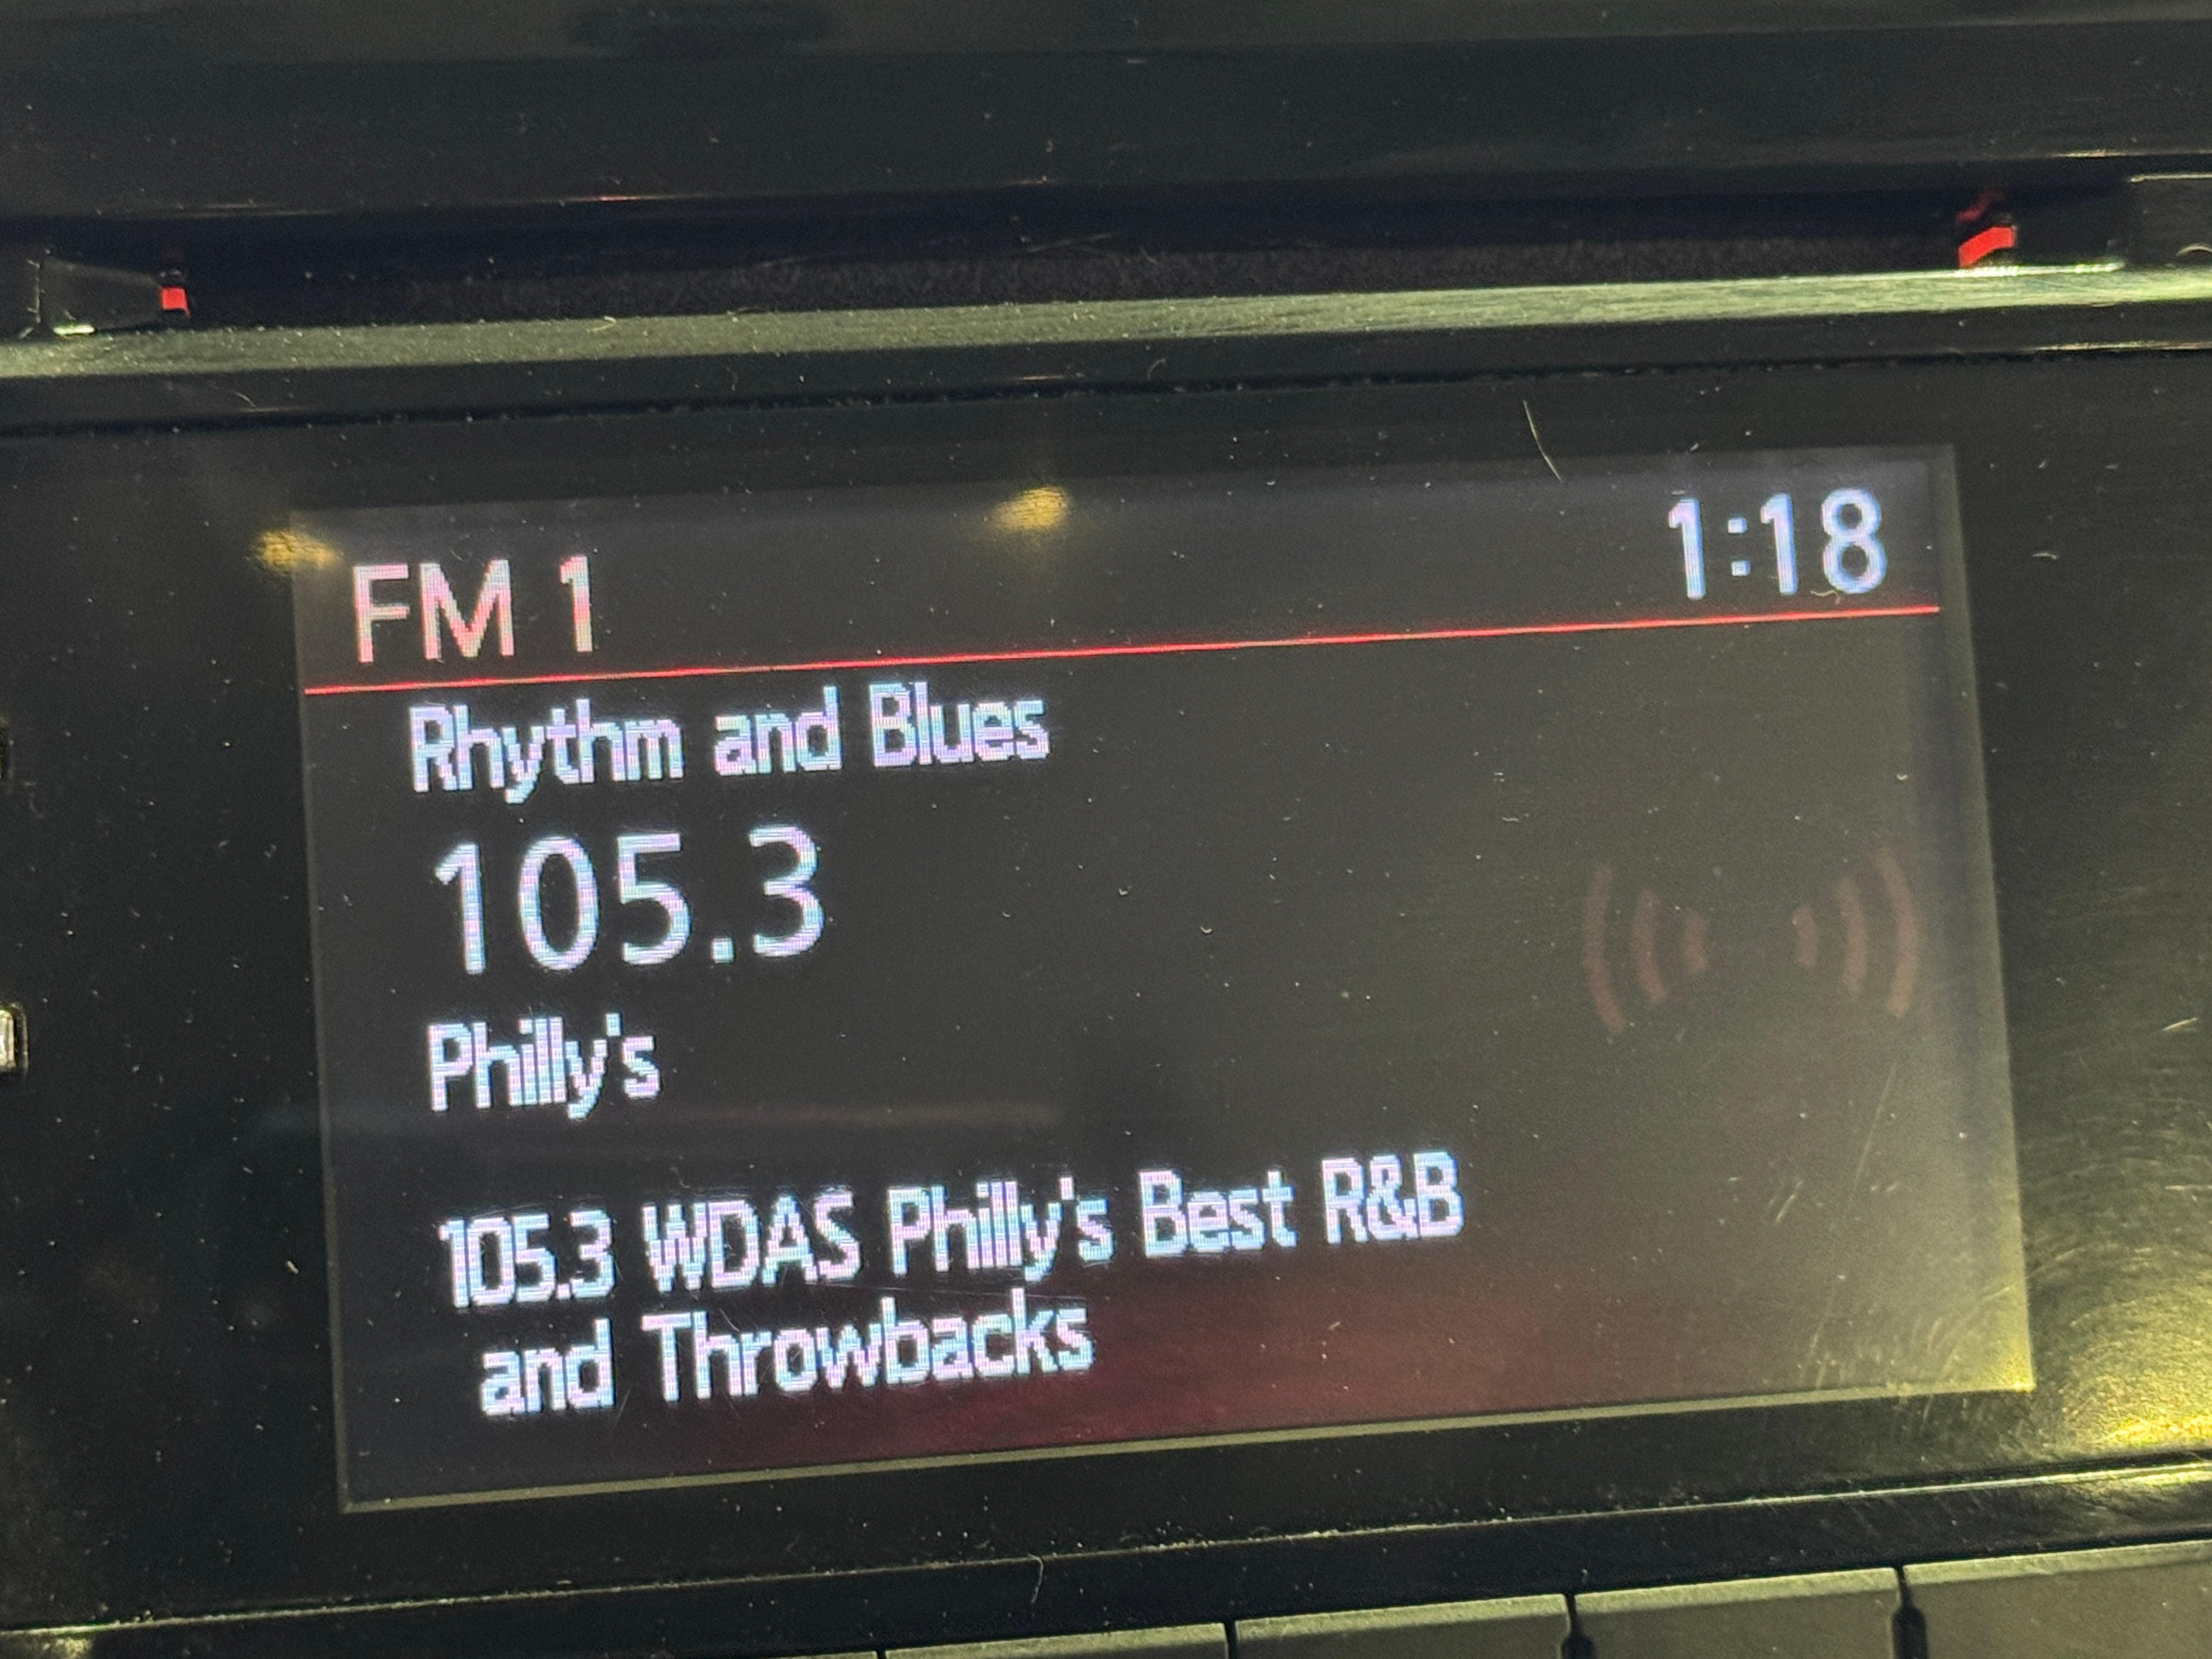 FM 1
1:18
Rhythm and Blues
105.3
Philly's
105.3 WDAS Philly's Best R&B
and Throwbacks